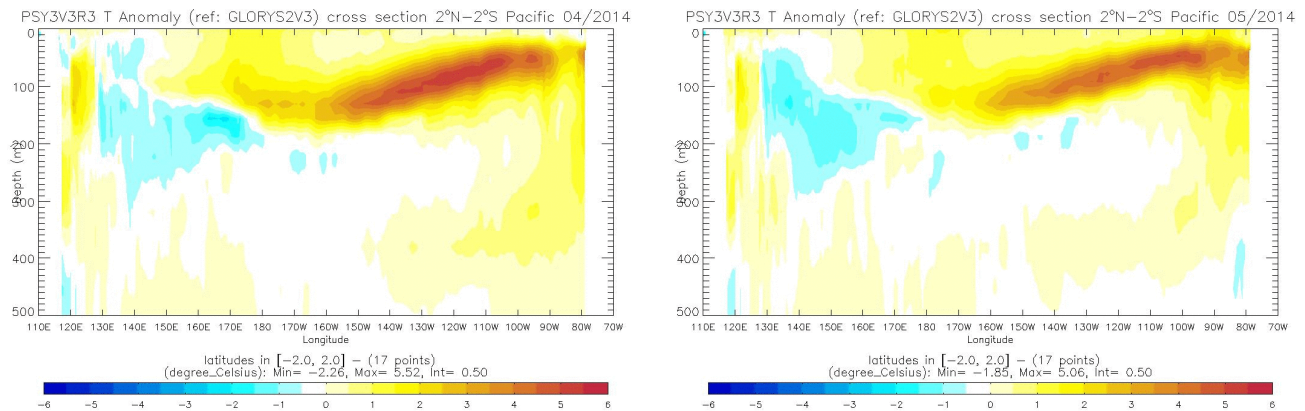 PSY3V3R3 T Anomaly (ref: GLORYS2V3) cross section 2°N-2°S Pacific 04/2014
0
100
200
300
400
500
Depth (m)
110E 120E 130E 140E 150E 160E 170E 180 170W 160W 150W 140W 130W 120W 110W 100W 90W 80W 70W
Longitude
latitudes in [-2.0, 2.0] - (17 points)
(degree_Celsius): Min= -2.26, Max= 5.52, Int= 0.50
-6 -5 -4 -3 -2 -1 0 1 2 3 4 5 6
PSY3V3R3 T Anomaly (ref: GLORYS2V3) cross section 2°N-2°S Pacific 05/2014
0
100
200
300
400
500
Depth (m)
110E 120E 130E 140E 150E 160E 170E 180 170W 160W 150W 140W 130W 120W 110W 100W 90W 80W 70W
Longitude
latitudes in [-2.0, 2.0] - (17 points)
(degree_Celsius): Min= -1.85, Max= 5.06, Int= 0.50
-6 -5 -4 -3 -2 -1 0 1 2 3 4 5 6